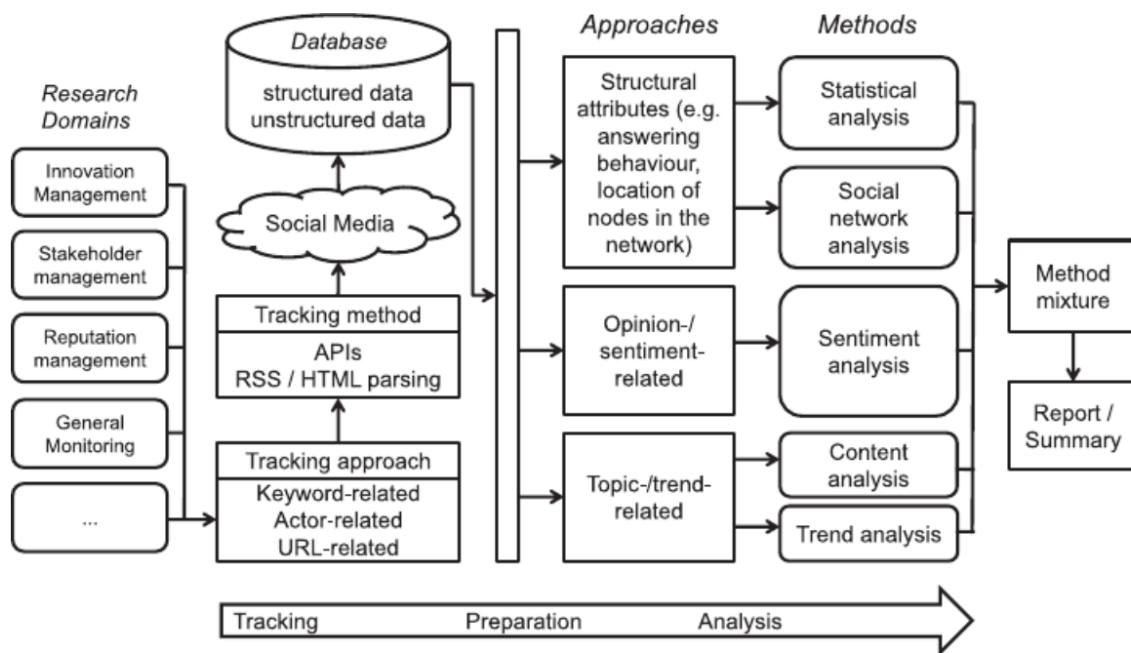 Research
Domains
Innovation
Management
Stakeholder
management
Reputation
management
General
Monitoring
...
Database
structured data
unstructured data
Social Media
Tracking method
APIs
RSS / HTML parsing
Tracking approach
Keyword-related
Actor-related
URL-related
Approaches
Structural
attributes (e.g.
answering
behaviour,
location of
nodes in the
network)
Opinion-/
sentiment-
related
Topic-/trend-
related
Methods
Statistical
analysis
Social
network
analysis
Sentiment
analysis
Content
analysis
Trend analysis
Method
mixture
Report /
Summary
Tracking
Preparation
Analysis